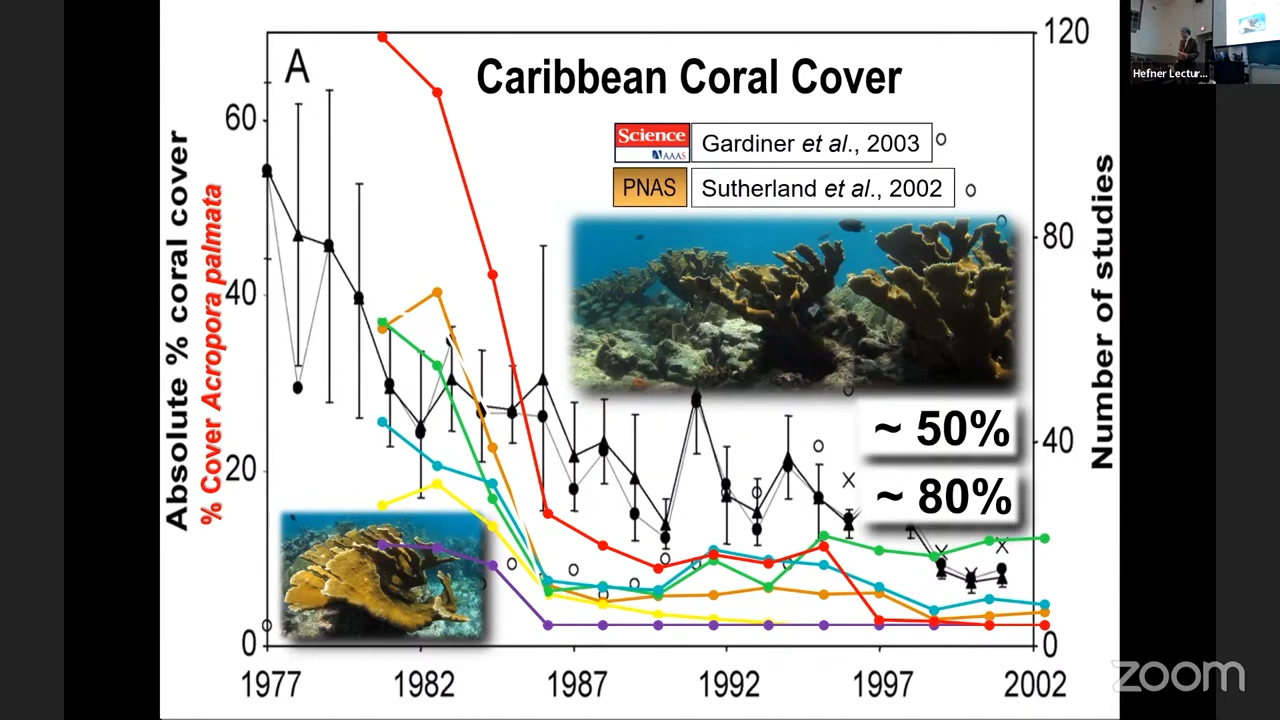 A
Caribbean Coral Cover
Science
AAAS
Gardiner et al., 2003
PNAS
Sutherland et al., 2002
Absolute % coral cover
% Cover Acropora palmata
Number of studies
60
40
20
0
120
80
40
0
~ 50%
~ 80%
1977
1982
1987
1992
1997
2002
Hefner Lectur...
zoom